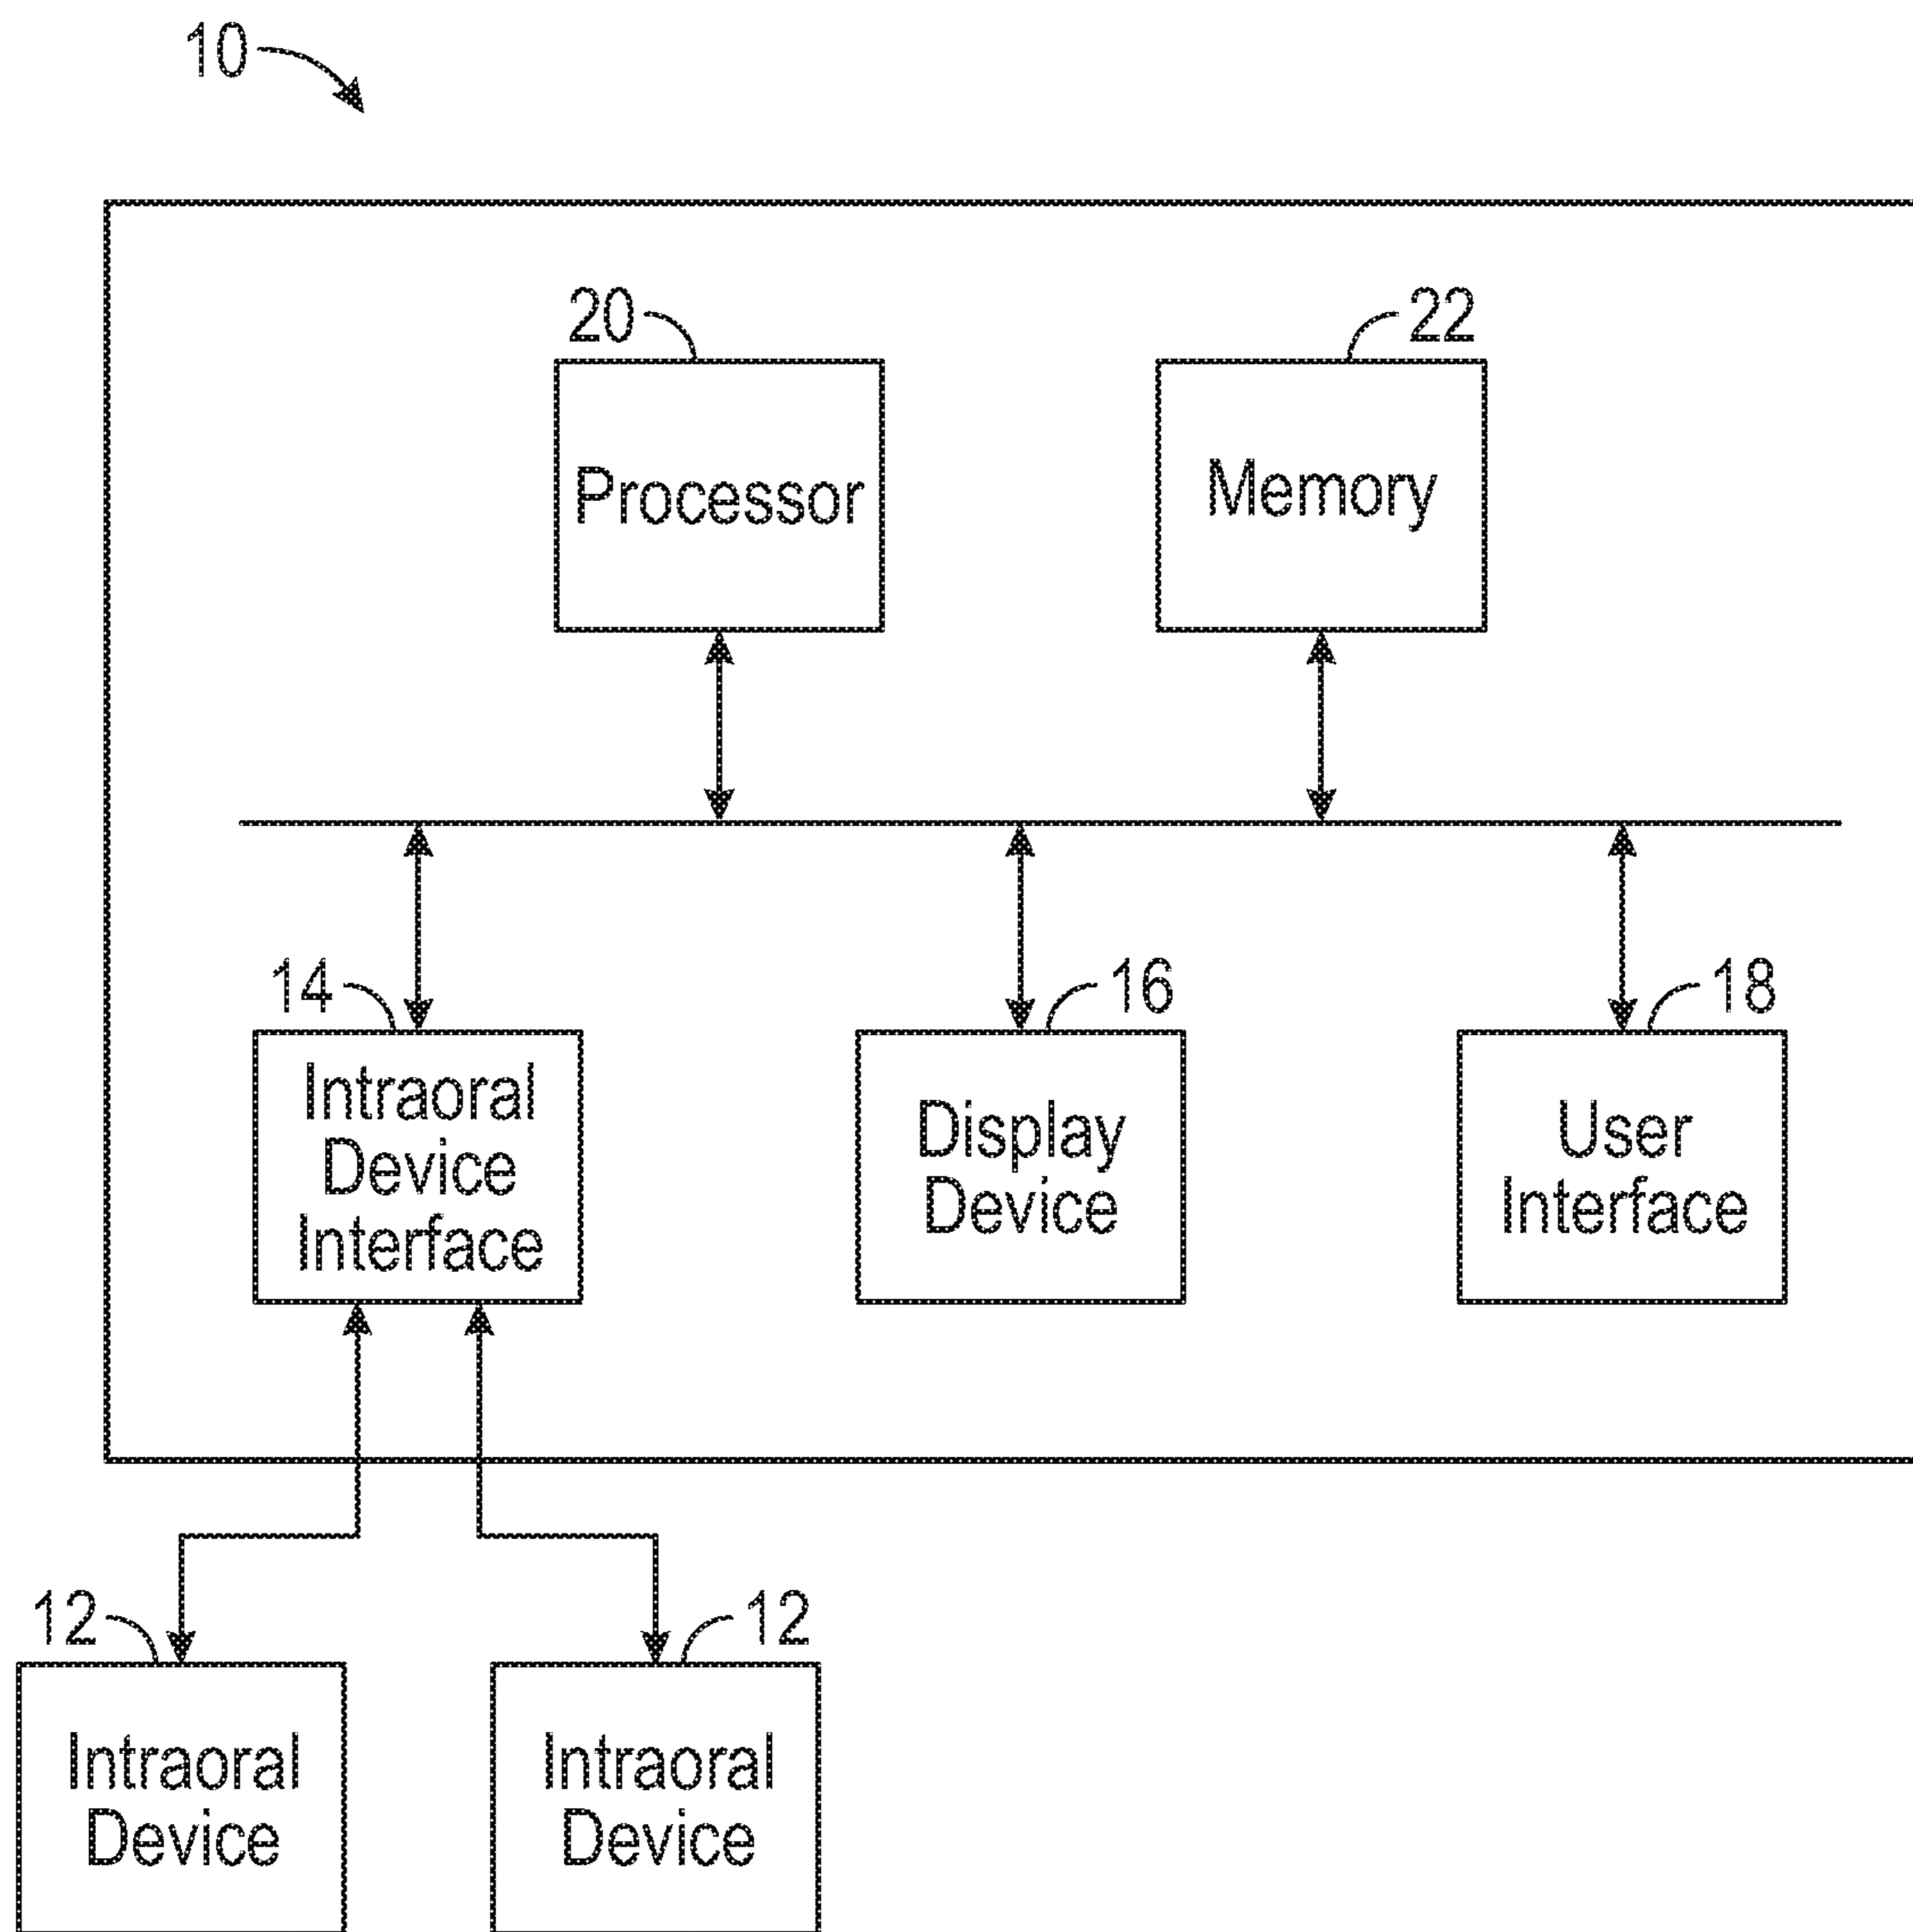 10
20
22
Processor
Memory
14
16
18
Intraoral
Device
Interface
Display
Device
User
Interface
12
12
Intraoral
Device
Intraoral
Device